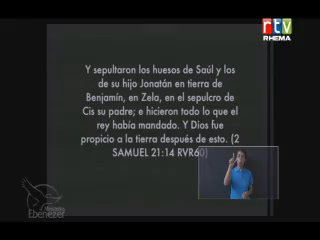 rtv
RHEMA
Y sepultaron los huesos de Saúl y los
de su hijo Jonatán en tierra de
Benjamín, en Zela, en el sepulcro de
Cis su padre; e hicieron todo lo que el
rey había mandado. Y Dios fue
propicio a la tierra después de esto. (2
SAMUEL 21:14 RVR60)
Ministerios
Ebenezer